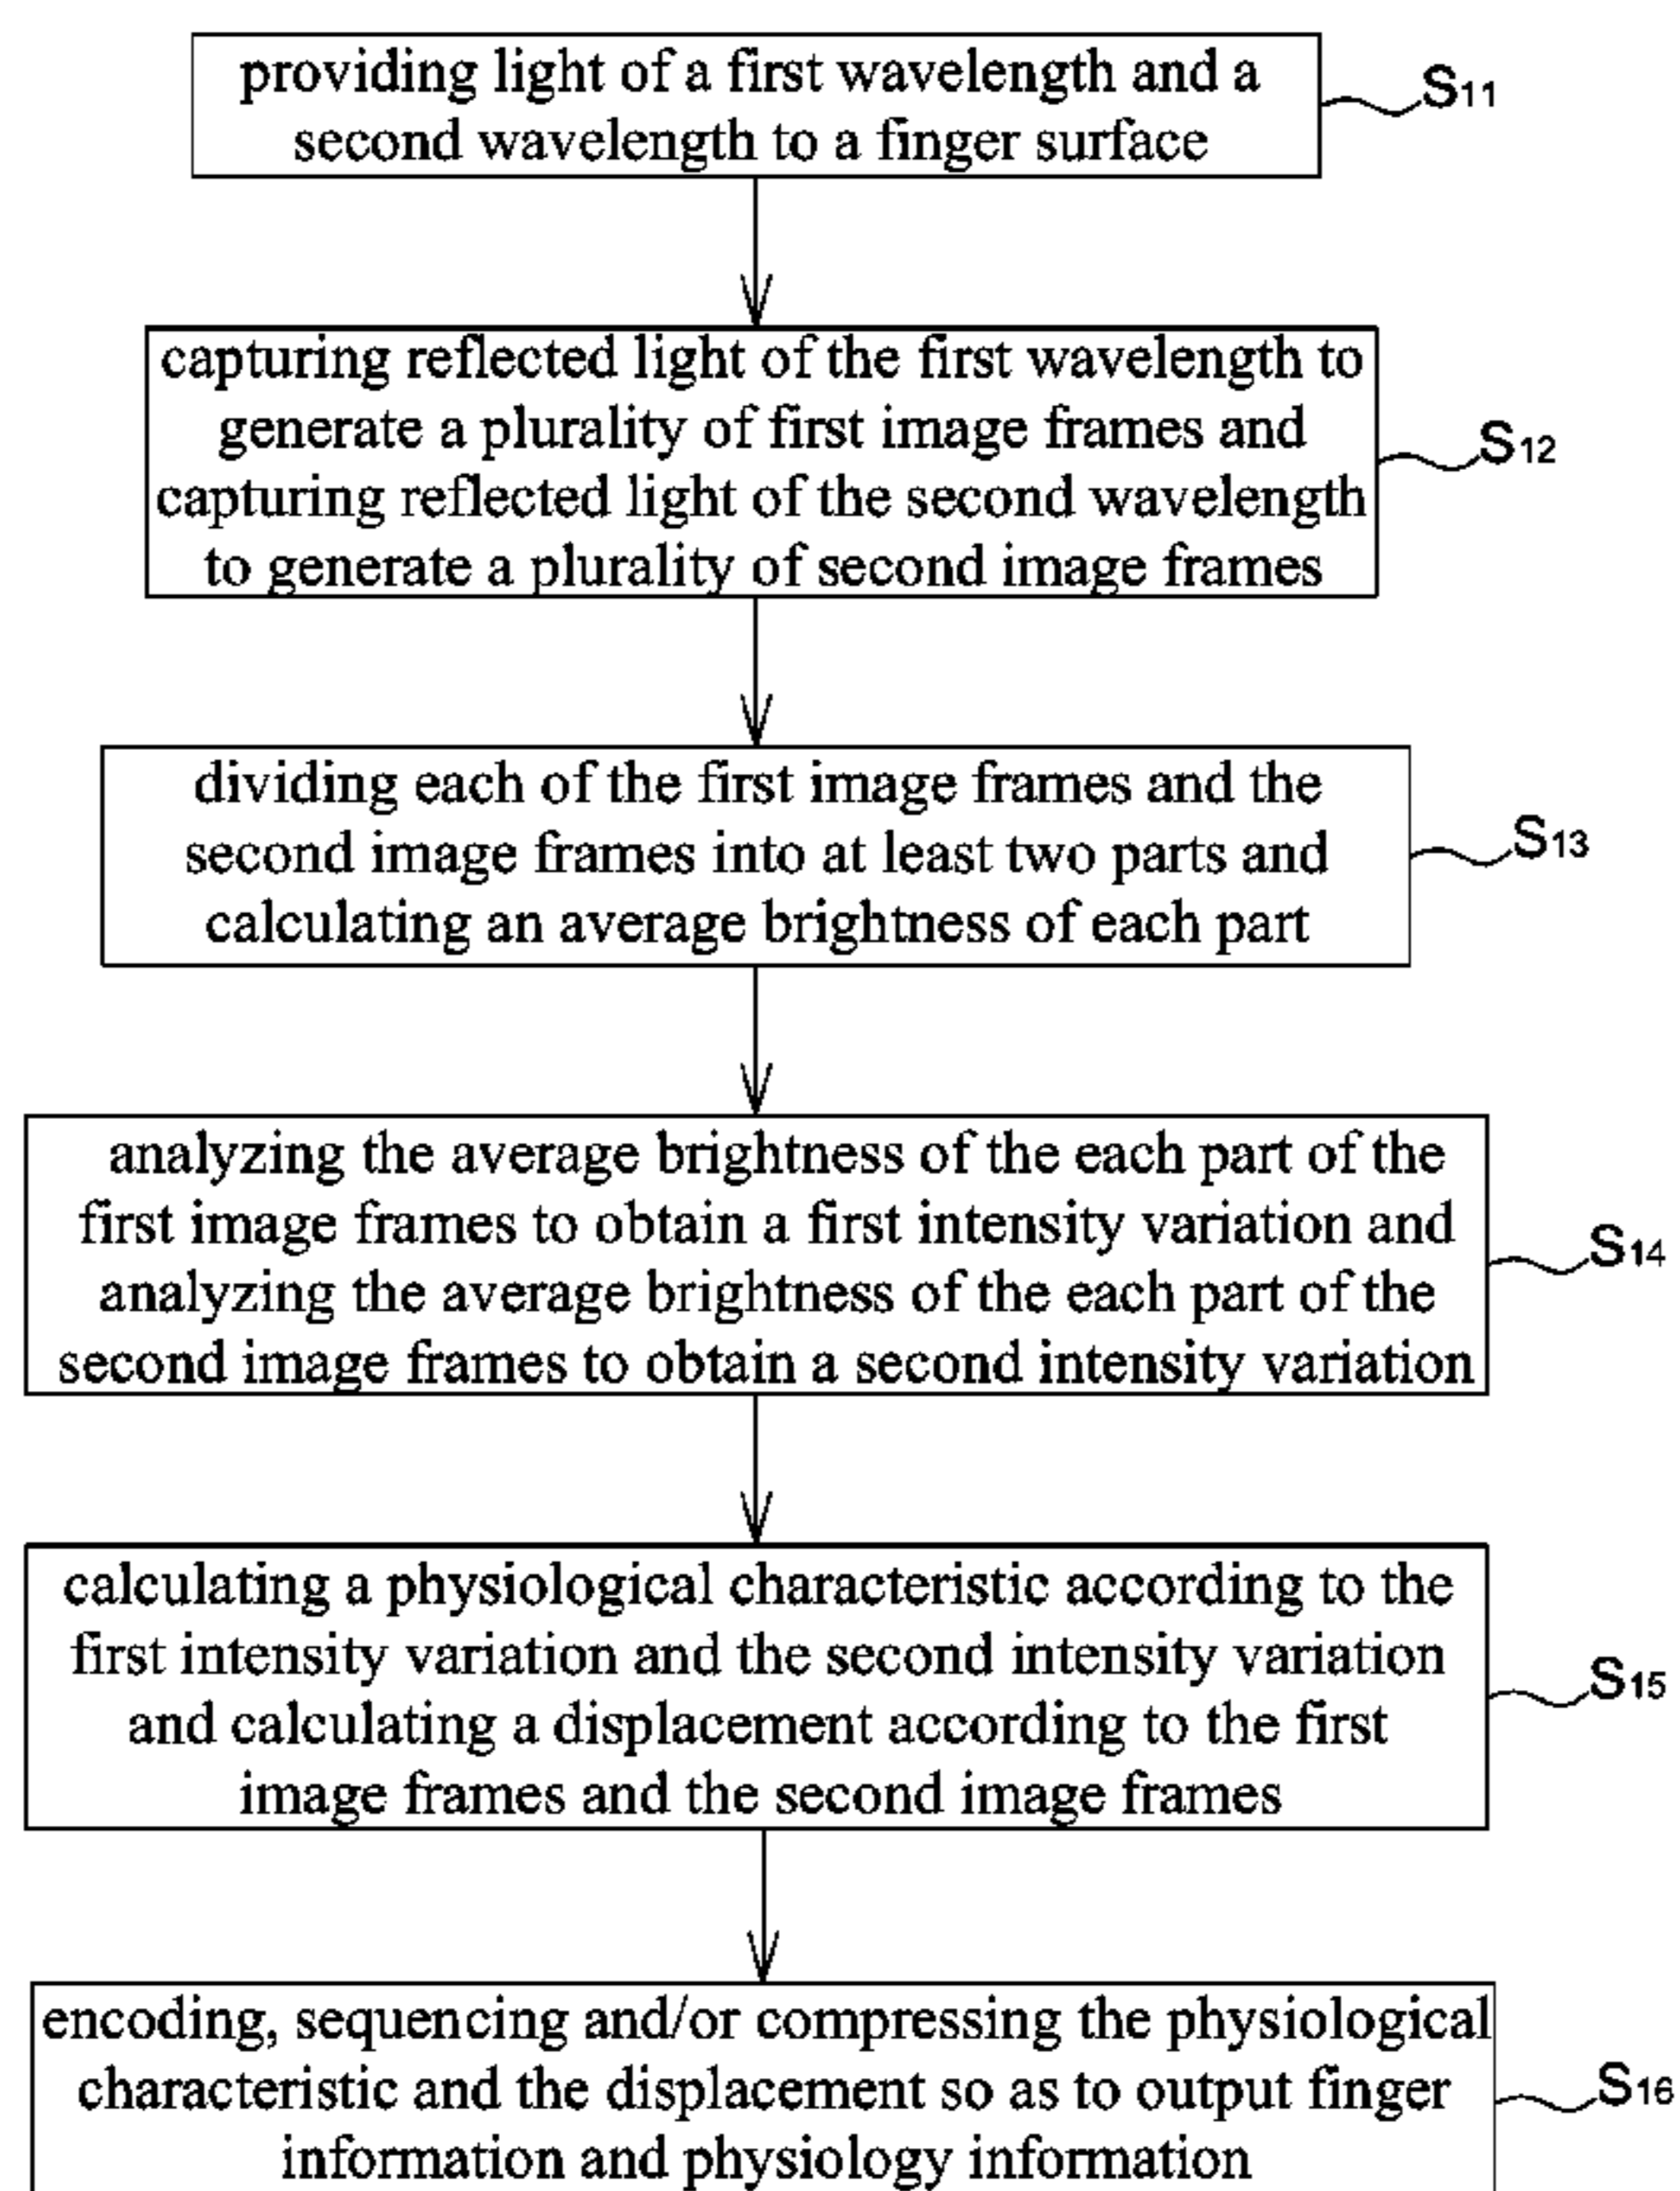 providing light of a first wavelength and a
second wavelength to a finger surface
S11
capturing reflected light of the first wavelength to
generate a plurality of first image frames and
capturing reflected light of the second wavelength
to generate a plurality of second image frames
S12
dividing each of the first image frames and the
second image frames into at least two parts and
calculating an average brightness of each part
S13
analyzing the average brightness of the each part of the
first image frames to obtain a first intensity variation and
analyzing the average brightness of the each part of the
second image frames to obtain a second intensity variation
S14
calculating a physiological characteristic according to the
first intensity variation and the second intensity variation
and calculating a displacement according to the first
image frames and the second image frames
S15
encoding, sequencing and/or compressing the physiological
characteristic and the displacement so as to output finger
information and physiology information
S16